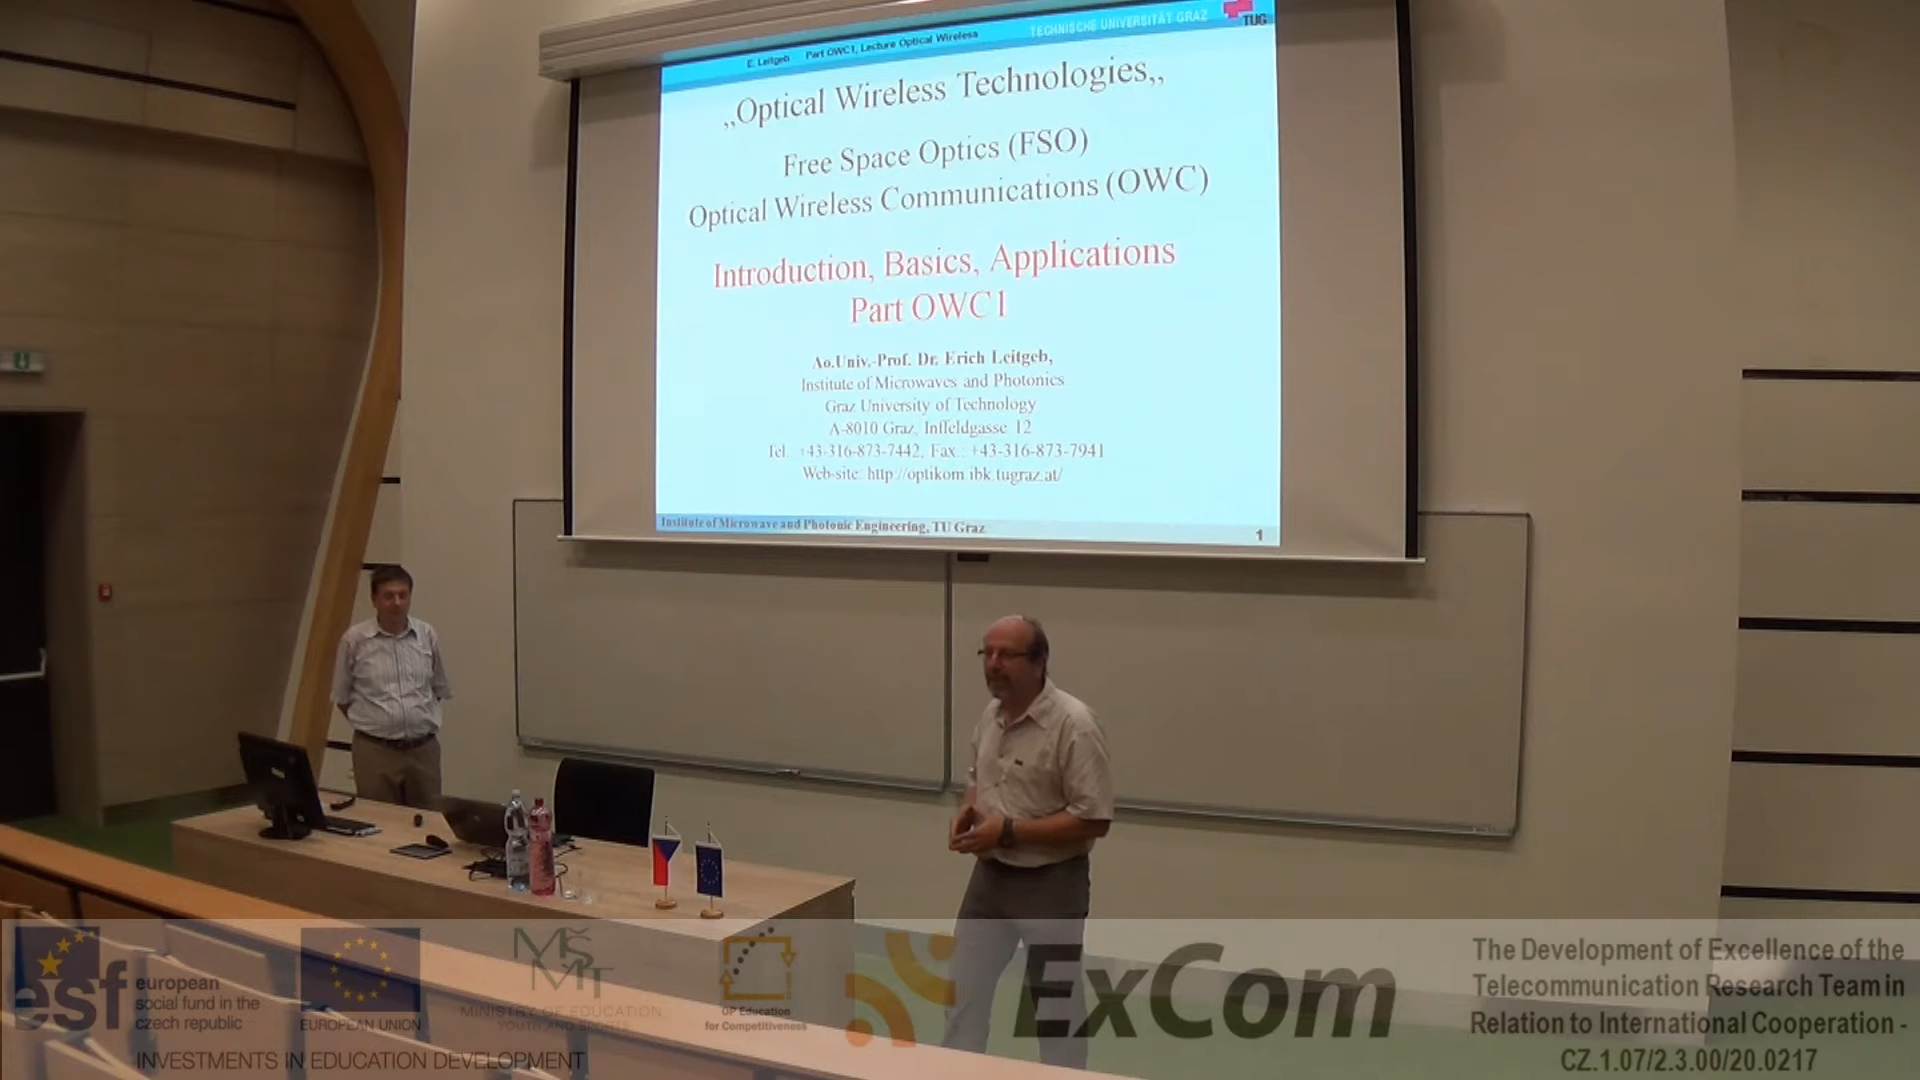 E. Leitgeb Part OWC1, Lecture Optical Wireless
TECHNISCHE UNIVERSITÄT GRAZ TUG
„Optical Wireless Technologies„
Free Space Optics (FSO)
Optical Wireless Communications (OWC)
Introduction, Basics, Applications
Part OWC1
Ao.Univ.-Prof. Dr. Erich Leitgeb,
Institute of Microwaves and Photonics
Graz University of Technology
A-8010 Graz, Inffeldgasse 12
Tel.: +43-316-873-7442, Fax.: +43-316-873-7941
Web-site: http://optikom.ibk.tugraz.at/
Institute of Microwave and Photonic Engineering, TU Graz 1
esf european
social fund in the
czech republic
EUROPEAN UNION
MŠMT
MINISTRY OF EDUCATION,
YOUTH AND SPORTS
OP Education
for Competitiveness
INVESTMENTS IN EDUCATION DEVELOPMENT
ExCom
The Development of Excellence of the
Telecommunication Research Team in
Relation to International Cooperation -
CZ.1.07/2.3.00/20.0217